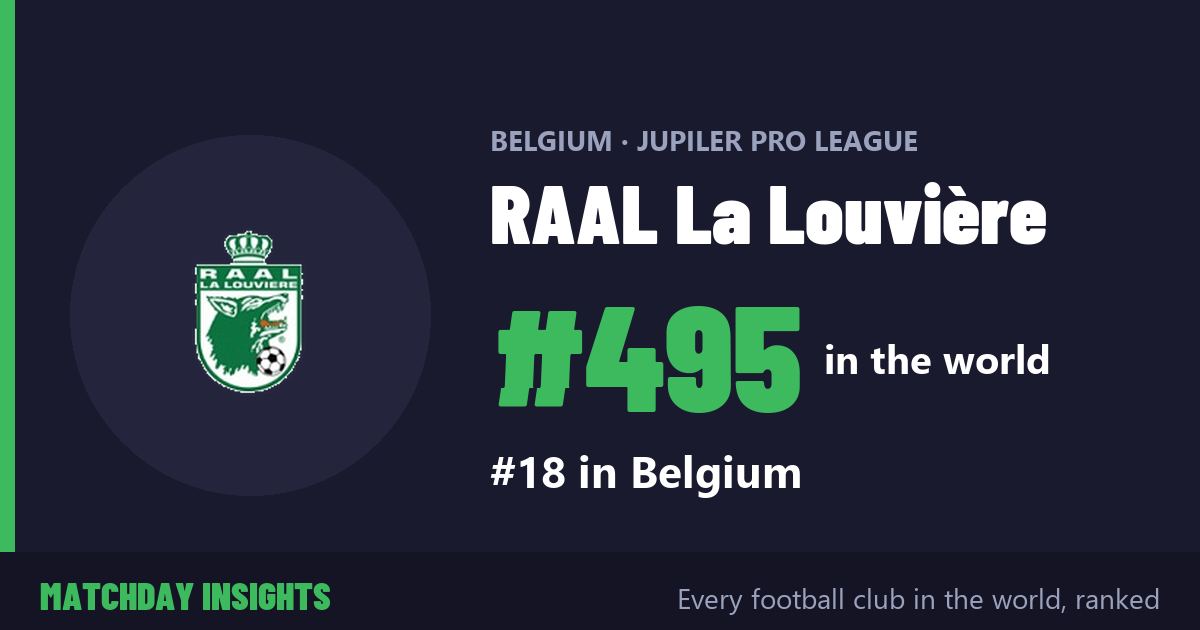 BELGIUM · JUPILER PRO LEAGUE
RAAL La Louvière
RAAL
LA LOUVIERE
#495 in the world
#18 in Belgium
MATCHDAY INSIGHTS
Every football club in the world, ranked